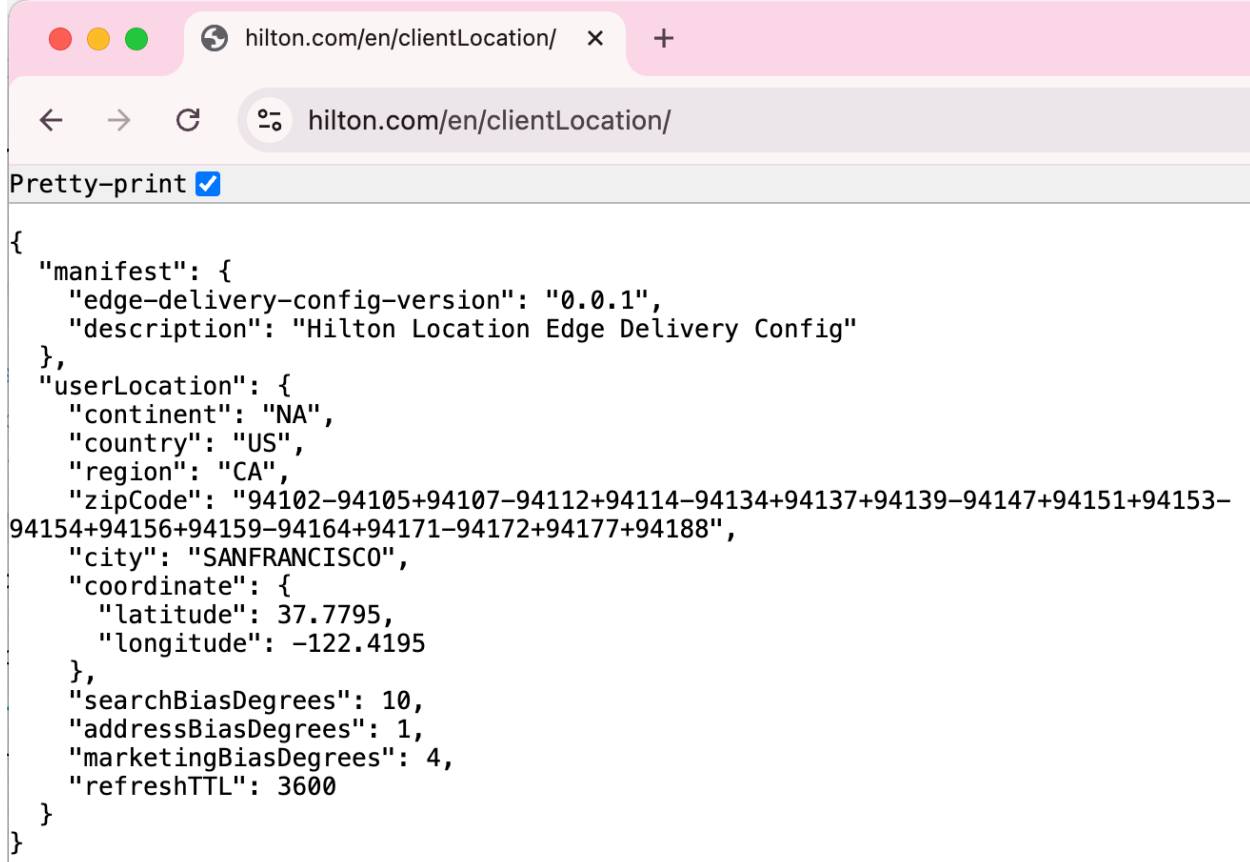 hilton.com/en/clientLocation/
hilton.com/en/clientLocation/
Pretty-print
{
  "manifest": {
    "edge-delivery-config-version": "0.0.1",
    "description": "Hilton Location Edge Delivery Config"
  },
  "userLocation": {
    "continent": "NA",
    "country": "US",
    "region": "CA",
    "zipCode": "94102-94105+94107-94112+94114-94134+94137+94139-94147+94151+94153-
94154+94156+94159-94164+94171-94172+94177+94188",
    "city": "SANFRANCISCO",
    "coordinate": {
      "latitude": 37.7795,
      "longitude": -122.4195
    },
    "searchBiasDegrees": 10,
    "addressBiasDegrees": 1,
    "marketingBiasDegrees": 4,
    "refreshTTL": 3600
  }
}